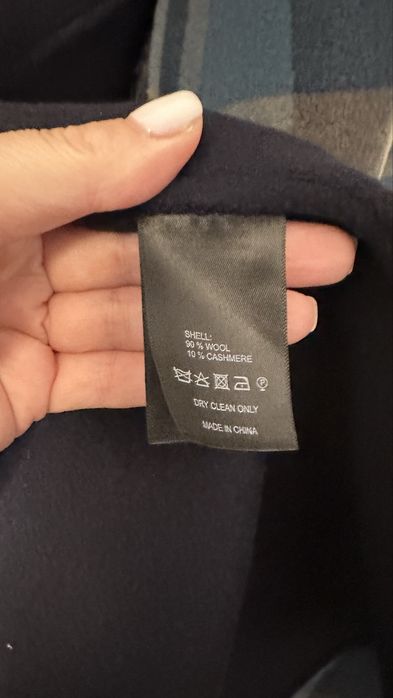 SHELL:
90 % WOOL
10 % CASHMERE
P
DRY CLEAN ONLY
MADE IN CHINA